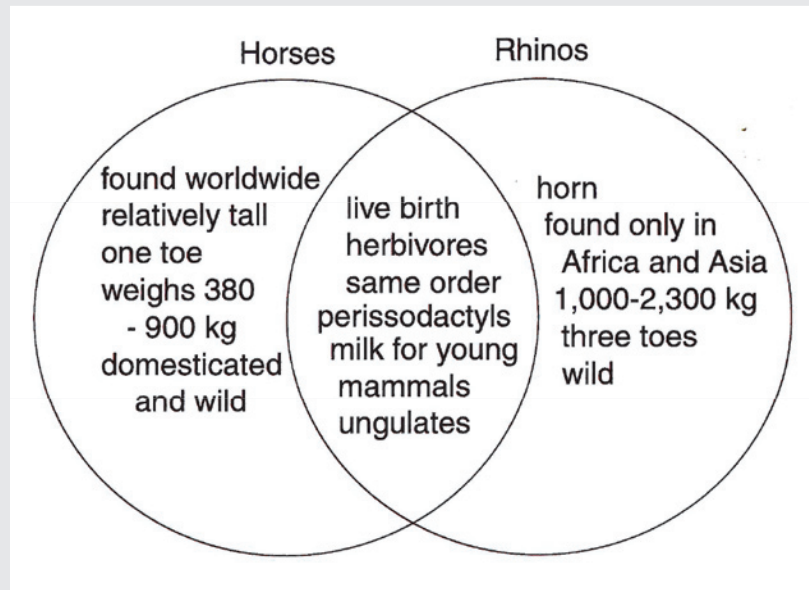 Horses
Rhinos
found worldwide
relatively tall
one toe
weighs 380
- 900 kg
domesticated
and wild
live birth
herbivores
same order
perissodactyls
milk for young
mammals
ungulates
horn
found only in
Africa and Asia
1,000-2,300 kg
three toes
wild